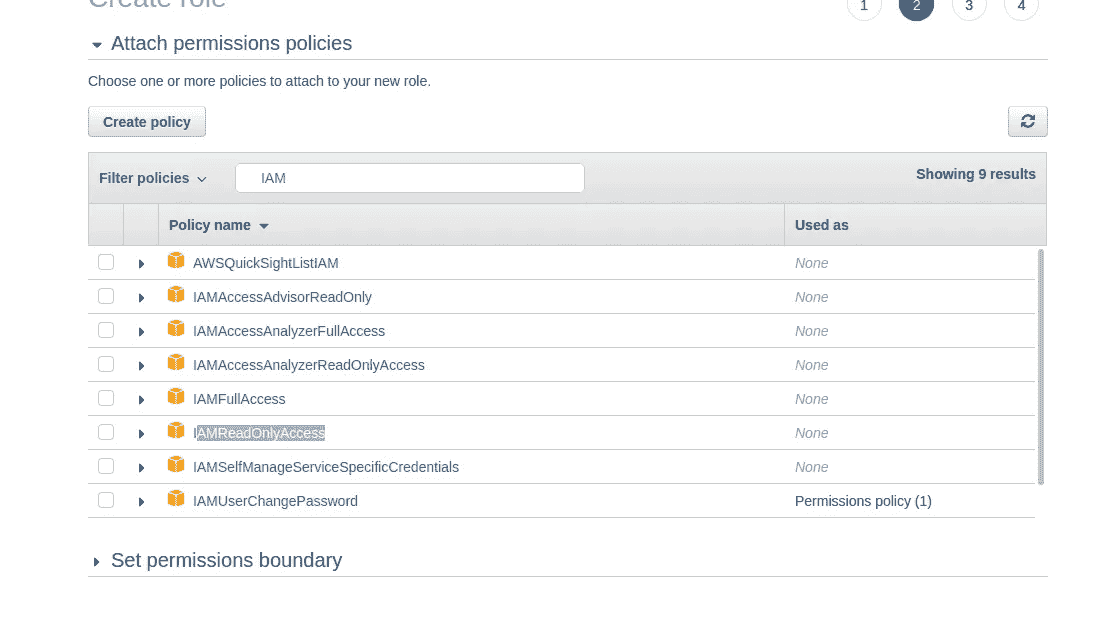 Create role
1 2 3 4
Attach permissions policies
Choose one or more policies to attach to your new role.
Create policy
Filter policies IAM Showing 9 results
Policy name Used as
AWSQuickSightListIAM None
IAMAccessAdvisorReadOnly None
IAMAccessAnalyzerFullAccess None
IAMAccessAnalyzerReadOnlyAccess None
IAMFullAccess None
IAMReadOnlyAccess None
IAMSelfManageServiceSpecificCredentials None
IAMUserChangePassword Permissions policy (1)
Set permissions boundary